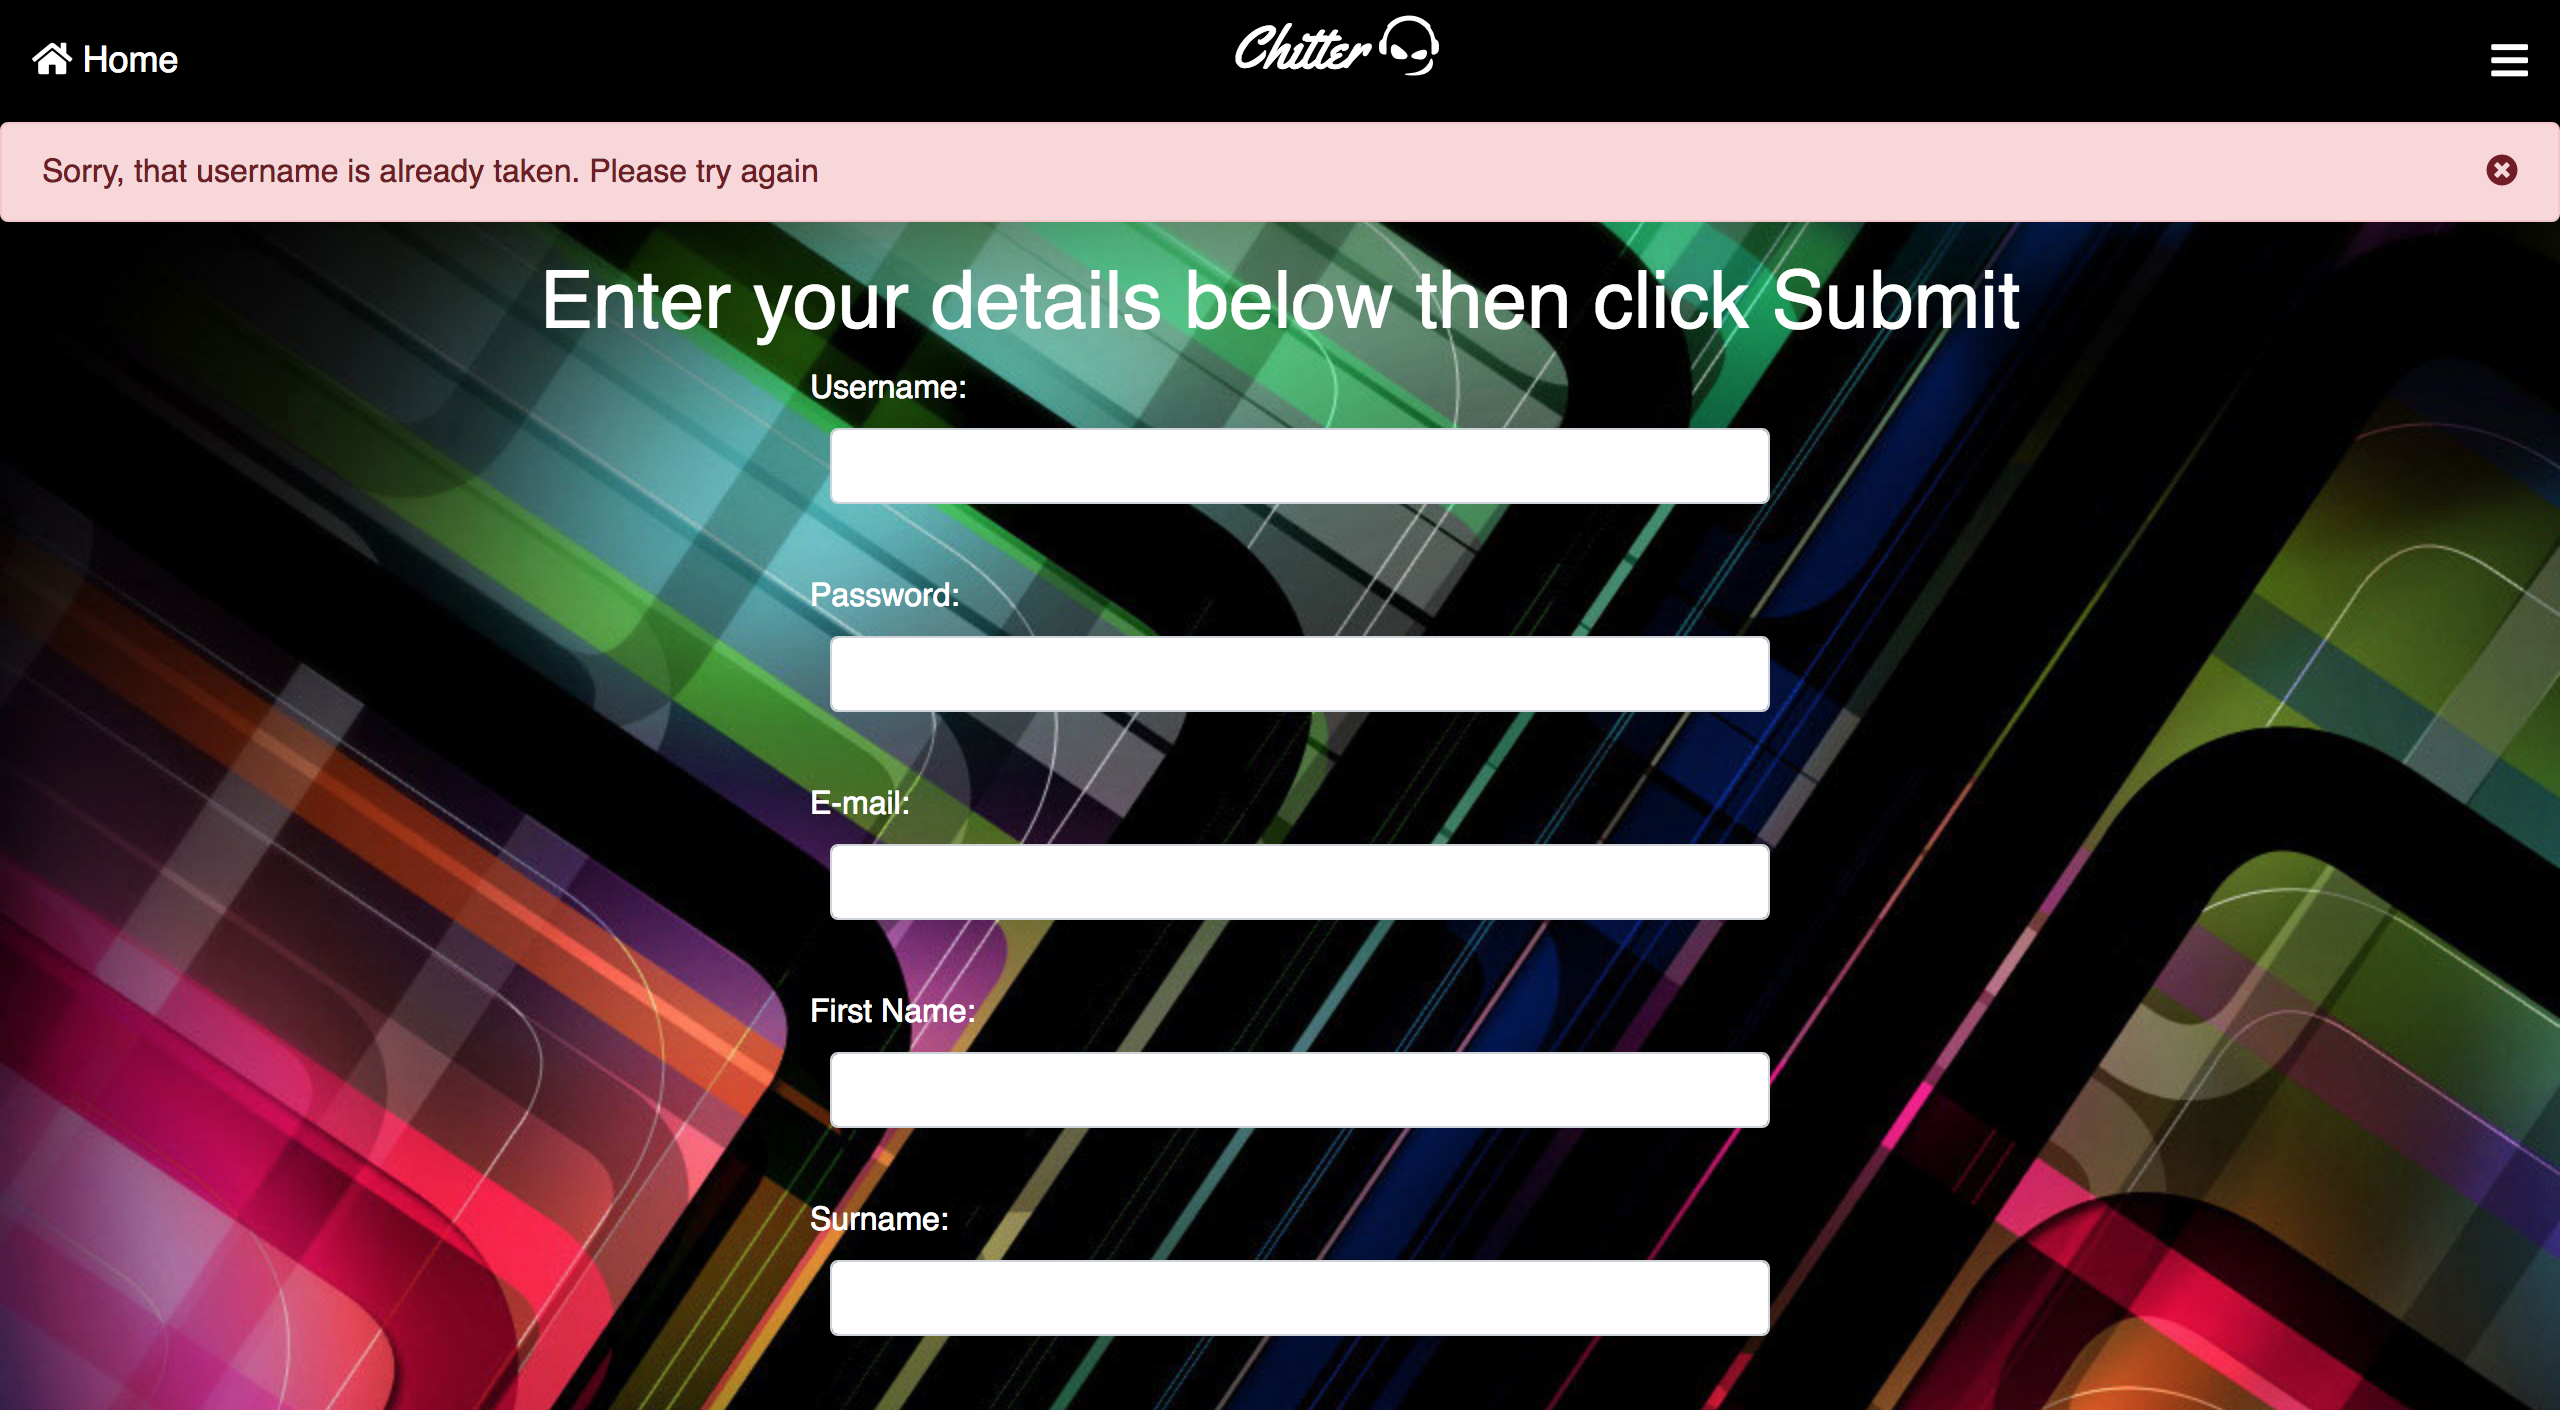 Home
Chitter
Sorry, that username is already taken. Please try again
Enter your details below then click Submit
Username:
Password:
E-mail:
First Name:
Surname: